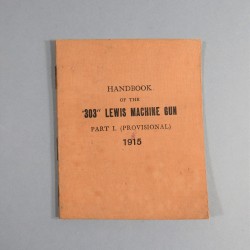 HANDBOOK
OF THE
"303" LEWIS MACHINE GUN
PART I. (PROVISIONAL)
1915